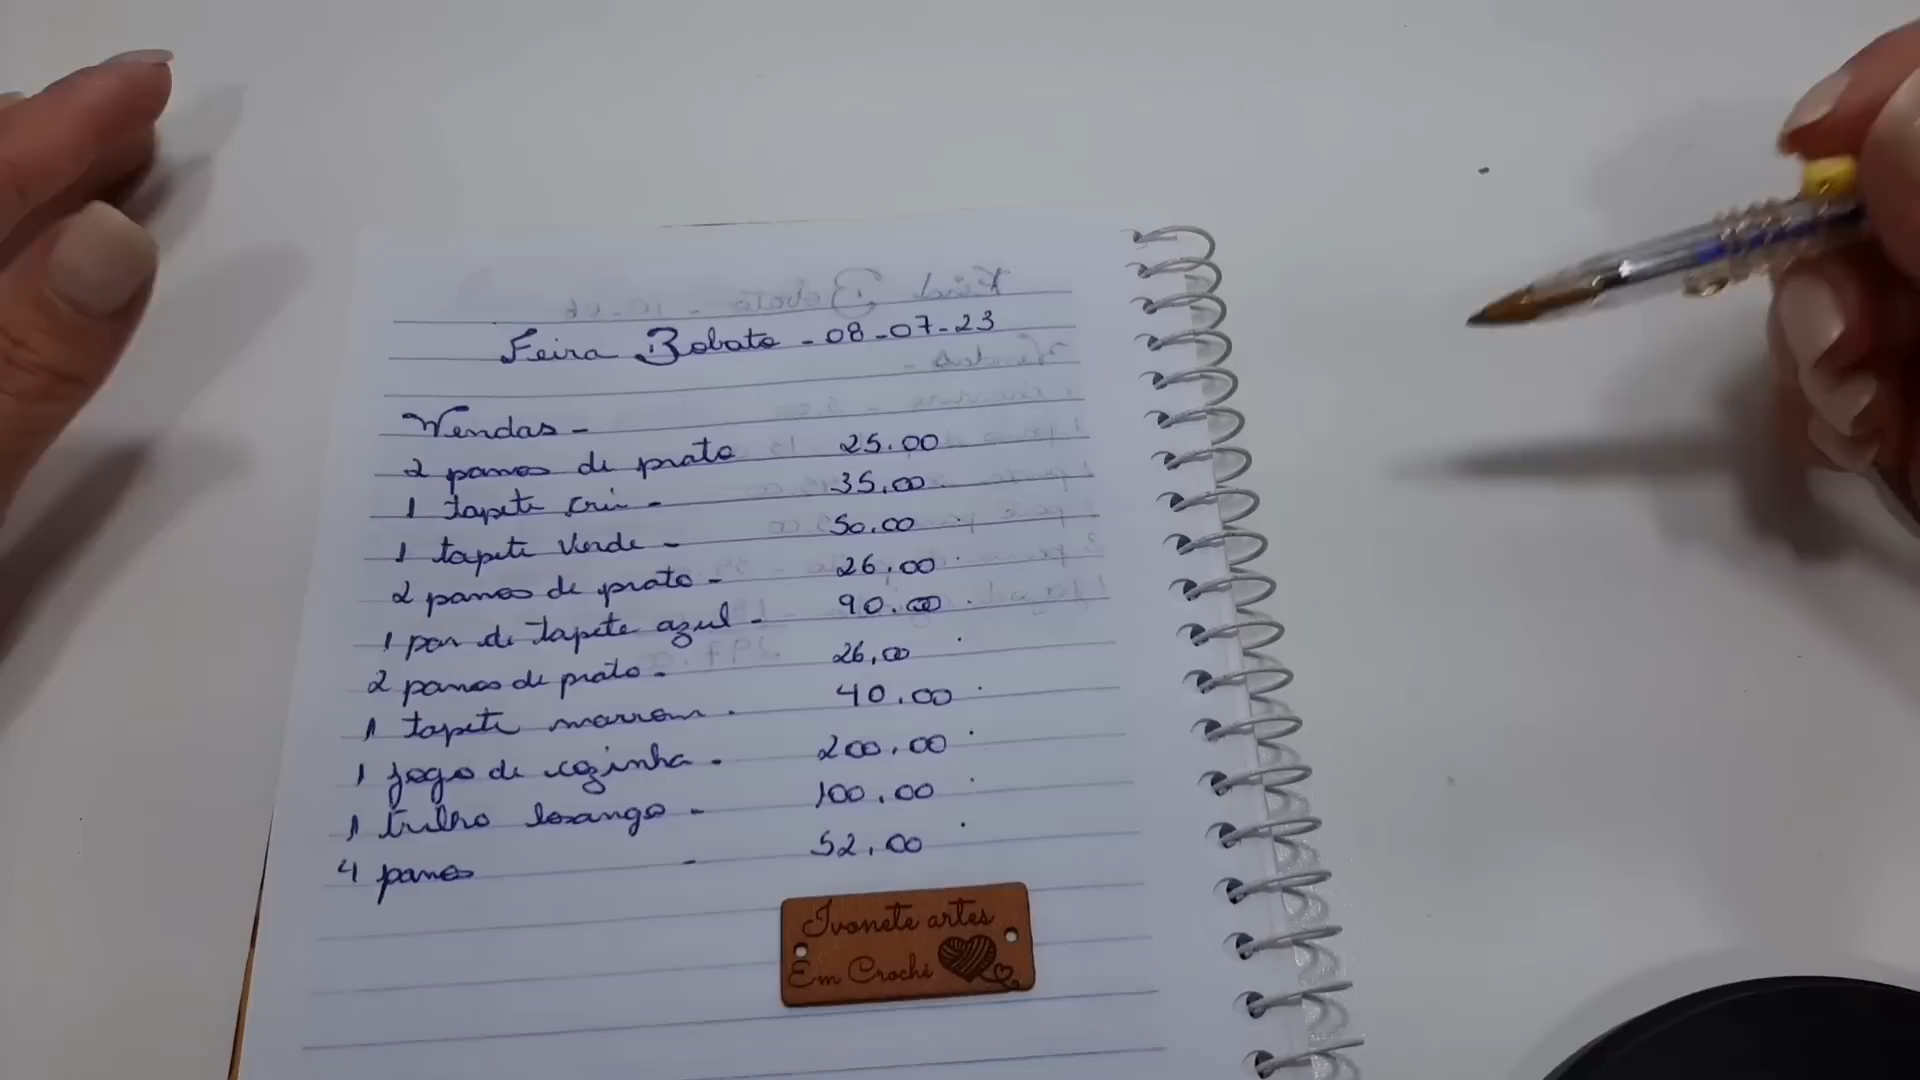 Feira Bobato - 08-07-23
Vendas -
2 panos de prato 25.00
1 tapete cru - 35.00
1 tapete verde - 50.00
2 panos de prato - 26.00
1 par de tapete azul - 90.00
2 panos de prato - 26,00
1 tapete marrom - 40.00
1 jogo de cozinha - 200.00
1 trilho losango - 100.00
4 panos - 52,00
Ivonete artes
Em Crochê